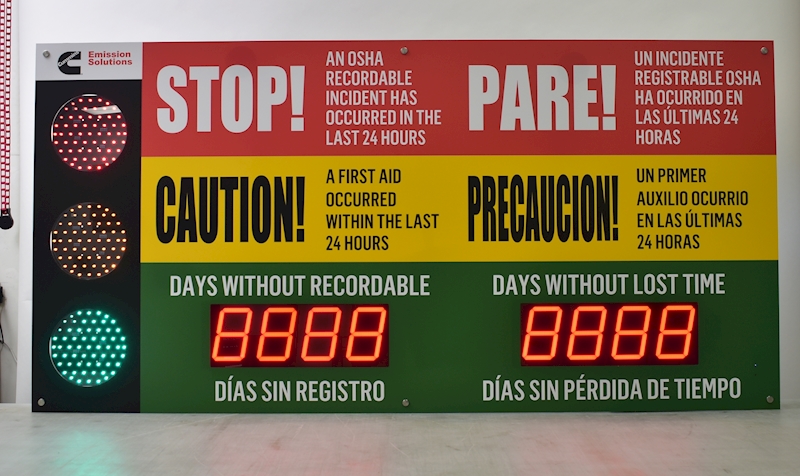 Cummins
Emission
Solutions
STOP!
AN OSHA
RECORDABLE
INCIDENT HAS
OCCURRED IN THE
LAST 24 HOURS
PARE!
UN INCIDENTE
REGISTRABLE OSHA
HA OCURRIDO EN
LAS ÚLTIMAS 24
HORAS
CAUTION!
A FIRST AID
OCCURRED
WITHIN THE LAST
24 HOURS
PRECAUCION!
UN PRIMER
AUXILIO OCURRIO
EN LAS ÚLTIMAS
24 HORAS
DAYS WITHOUT RECORDABLE
8888
DÍAS SIN REGISTRO
DAYS WITHOUT LOST TIME
8888
DÍAS SIN PÉRDIDA DE TIEMPO